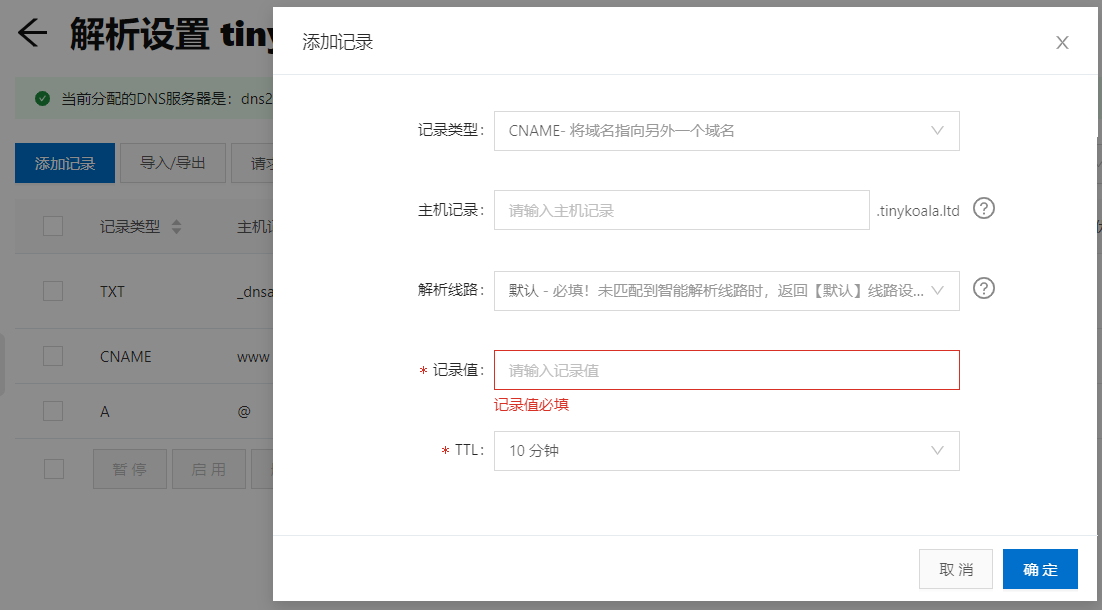 解析设置 tiny
当前分配的DNS服务器是： dns2
添加记录
导入/导出
请求
记录类型
主机记
TXT
_dnsa
CNAME
www
A
@
暂 停
启 用
添加记录
记录类型：
CNAME- 将域名指向另外一个域名
主机记录：
请输入主机记录
.tinykoala.ltd
?
解析线路：
默认 - 必填！未匹配到智能解析线路时，返回【默认】线路设...
?
* 记录值：
请输入记录值
记录值必填
* TTL：
10 分钟
取 消
确 定